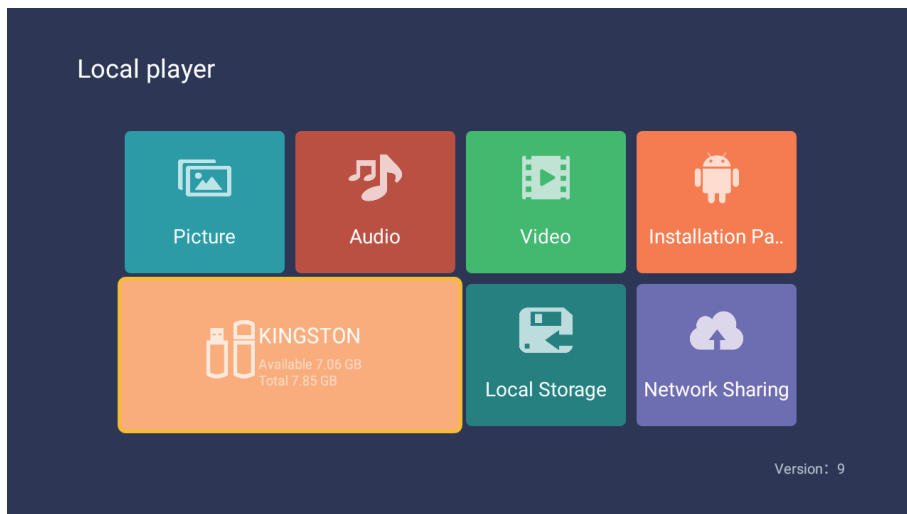 Local player
Picture
Audio
Video
Installation Pa..
KINGSTON
Available 7.06 GB
Total 7.85 GB
Local Storage
Network Sharing
Version：9